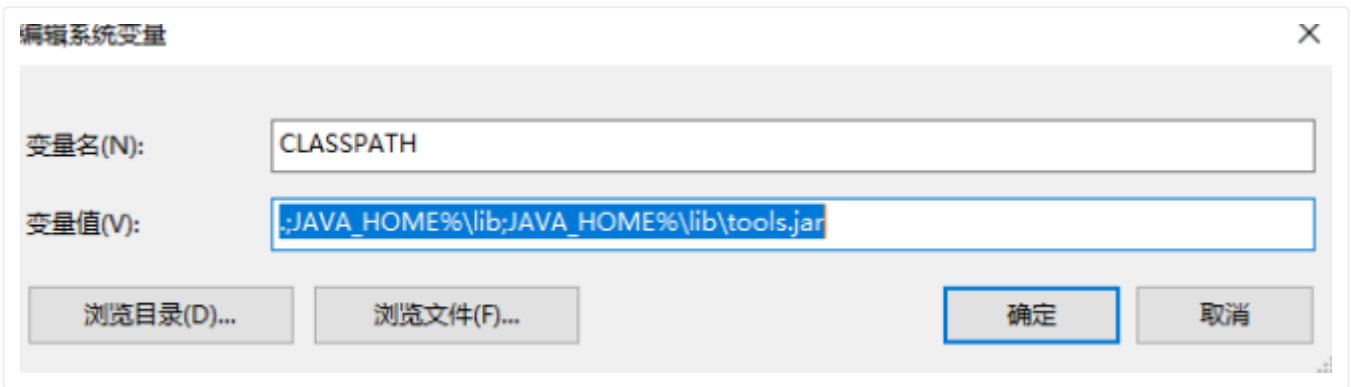 编辑系统变量
变量名(N):
CLASSPATH
变量值(V):
.;JAVA_HOME%\lib;JAVA_HOME%\lib\tools.jar
浏览目录(D)...
浏览文件(F)...
确定
取消